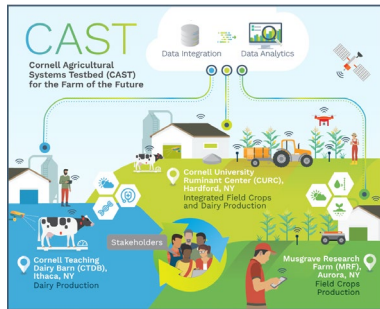 CAST
Cornell Agricultural
Systems Testbed (CAST)
for the Farm of the Future
Data Integration
Data Analytics
Cornell University
Ruminant Center (CURC),
Hardford, NY
Integrated Field Crops
and Dairy Production
Cornell Teaching
Dairy Barn (CTDB),
Ithaca, NY
Dairy Production
Stakeholders
Musgrave Research
Farm (MRF),
Aurora, NY
Field Crops
Production